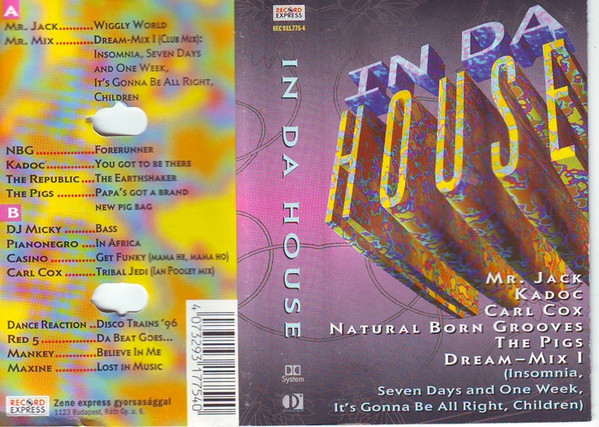 A
Mr. Jack..........Wiggly World
Mr. Mix...........Dream-Mix I (Club Mix):
Insomnia, Seven Days
and One Week,
It's Gonna Be All Right,
Children
NBG ...............Forerunner
Kadoc.............You got to be there
The Republic....The Earthshaker
The Pigs .........Papa's got a brand
new pig bag
B
DJ Micky .........Bass
Pianonegro .....In Africa
Casino............Get Funky (mama he, mama ho)
Carl Cox .........Tribal Jedi (Ian Pooley mix)
Dance Reaction ..Disco Trains '96
Red 5..............Da Beat Goes...
Mankey...........Believe In Me
Maxine............Lost in Music
RECORD
EXPRESS
Zene express gyorsasággal
1123 Budapest, Ráth Gy. u. 6.
4 073293 177540
RECORD
EXPRESS
REC 931.775-4
IN DA HOUSE
System
IN DA
HOUSE
Mr. Jack
Kadoc
Carl Cox
Natural Born Grooves
The Pigs
Dream–Mix I
(Insomnia,
Seven Days and One Week,
It's Gonna Be All Right, Children)